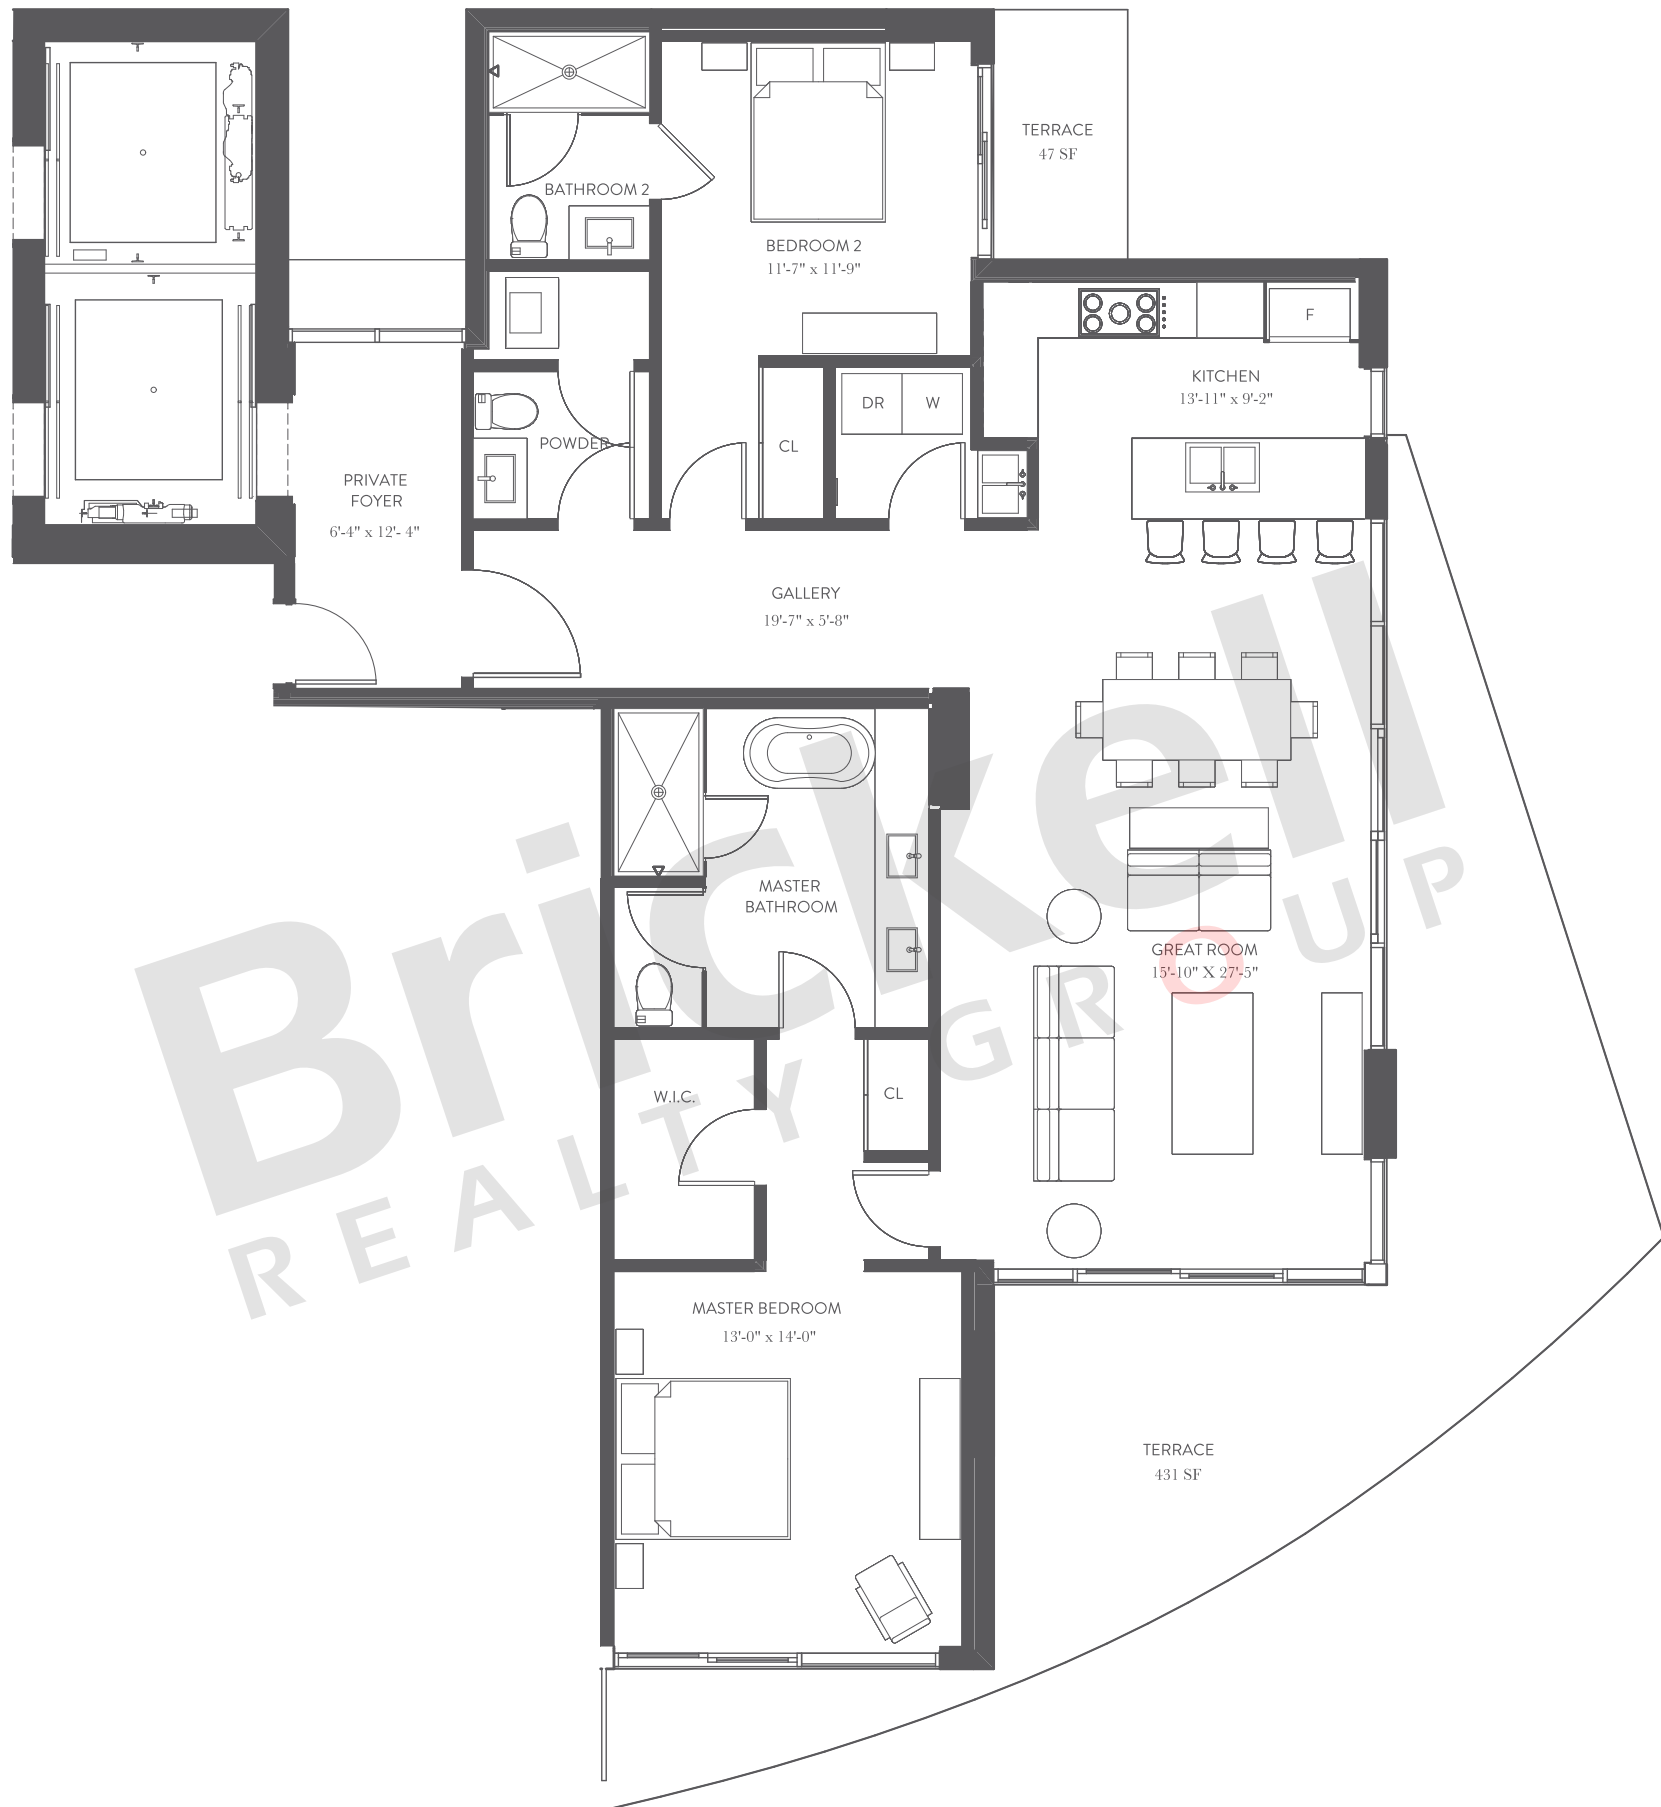 TERRACE
47 SF
BATHROOM 2
BEDROOM 2
11'-7" x 11'-9"
F
KITCHEN
13'-11" x 9'-2"
DR
W
CL
POWDER
PRIVATE
FOYER
6'-4" x 12'- 4"
GALLERY
19'-7" x 5'-8"
MASTER
BATHROOM
GREAT ROOM
15'-10" X 27'-5"
W.I.C.
CL
Brickell
REALTY GROUP
MASTER BEDROOM
13'-0" x 14'-0"
TERRACE
431 SF